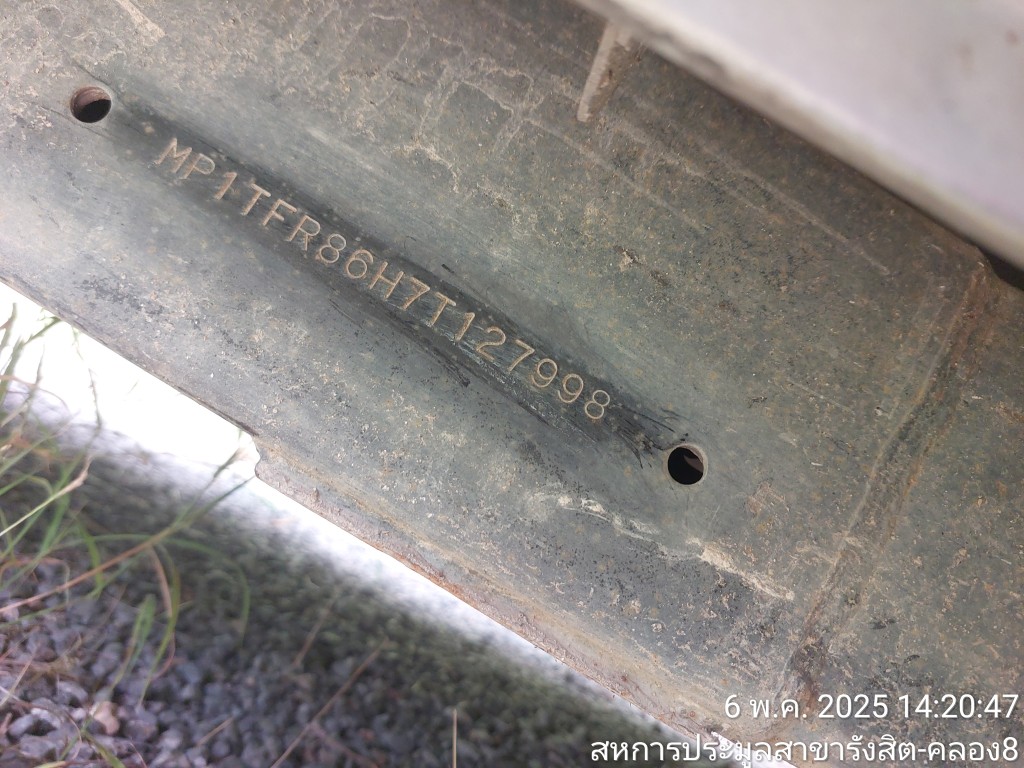 MP1TFR86H7T127998
6 พ.ค. 2025 14:20:47
สหการประมูลสาขารังสิต-คลอง8